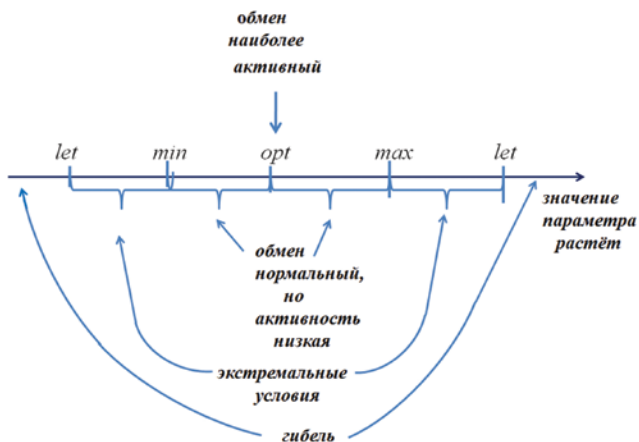 обмен
наиболее
активный
let min opt max let
значение
параметра
растёт
обмен
нормальный,
но
активность
низкая
экстремальные
условия
гибель